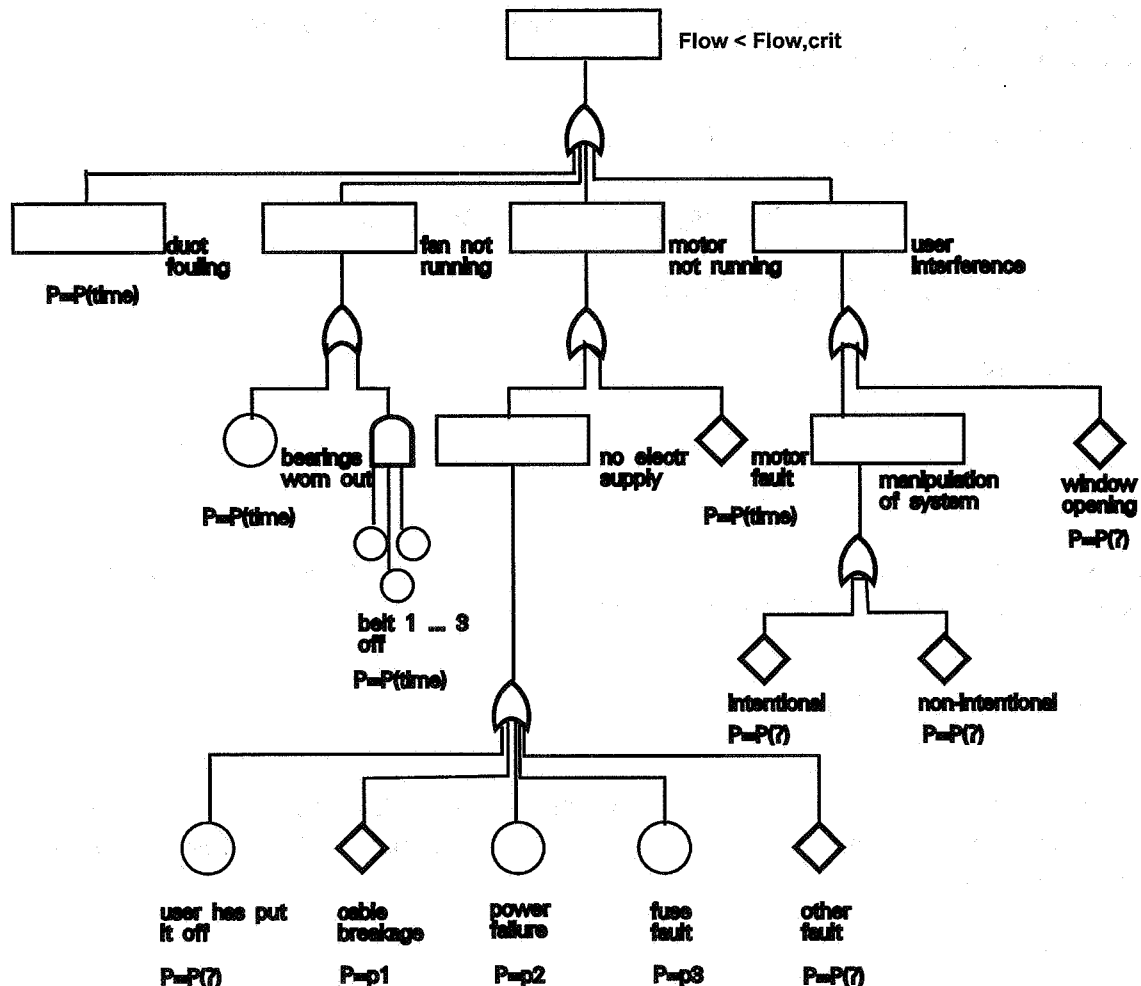 Flow < Flow,crit
duct
fouling
P=P(time)
fan not
running
motor
not running
user
interference
bearings
worn out
P=P(time)
belt 1 ... 3
off
P=P(time)
no electr
supply
motor
fault
P=P(time)
manipulation
of system
window
opening
P=P(?)
intentional
P=P(?)
non-intentional
P=P(?)
user has put
it off
P=P(?)
cable
breakage
P=p1
power
failure
P=p2
fuse
fault
P=p3
other
fault
P=P(?)